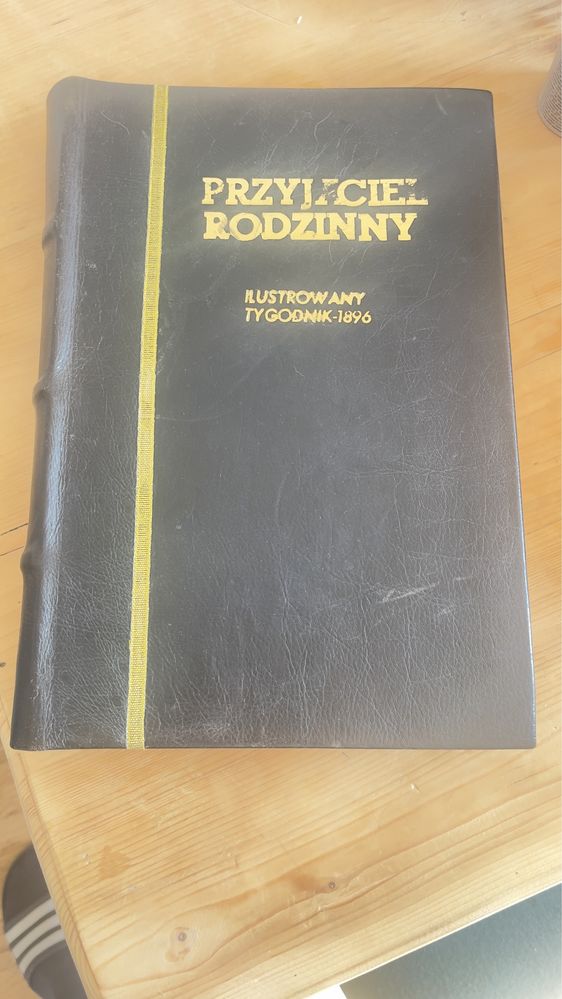 PRZYJACIEL
RODZINNY
ILUSTROWANY
TYGODNIK-1896